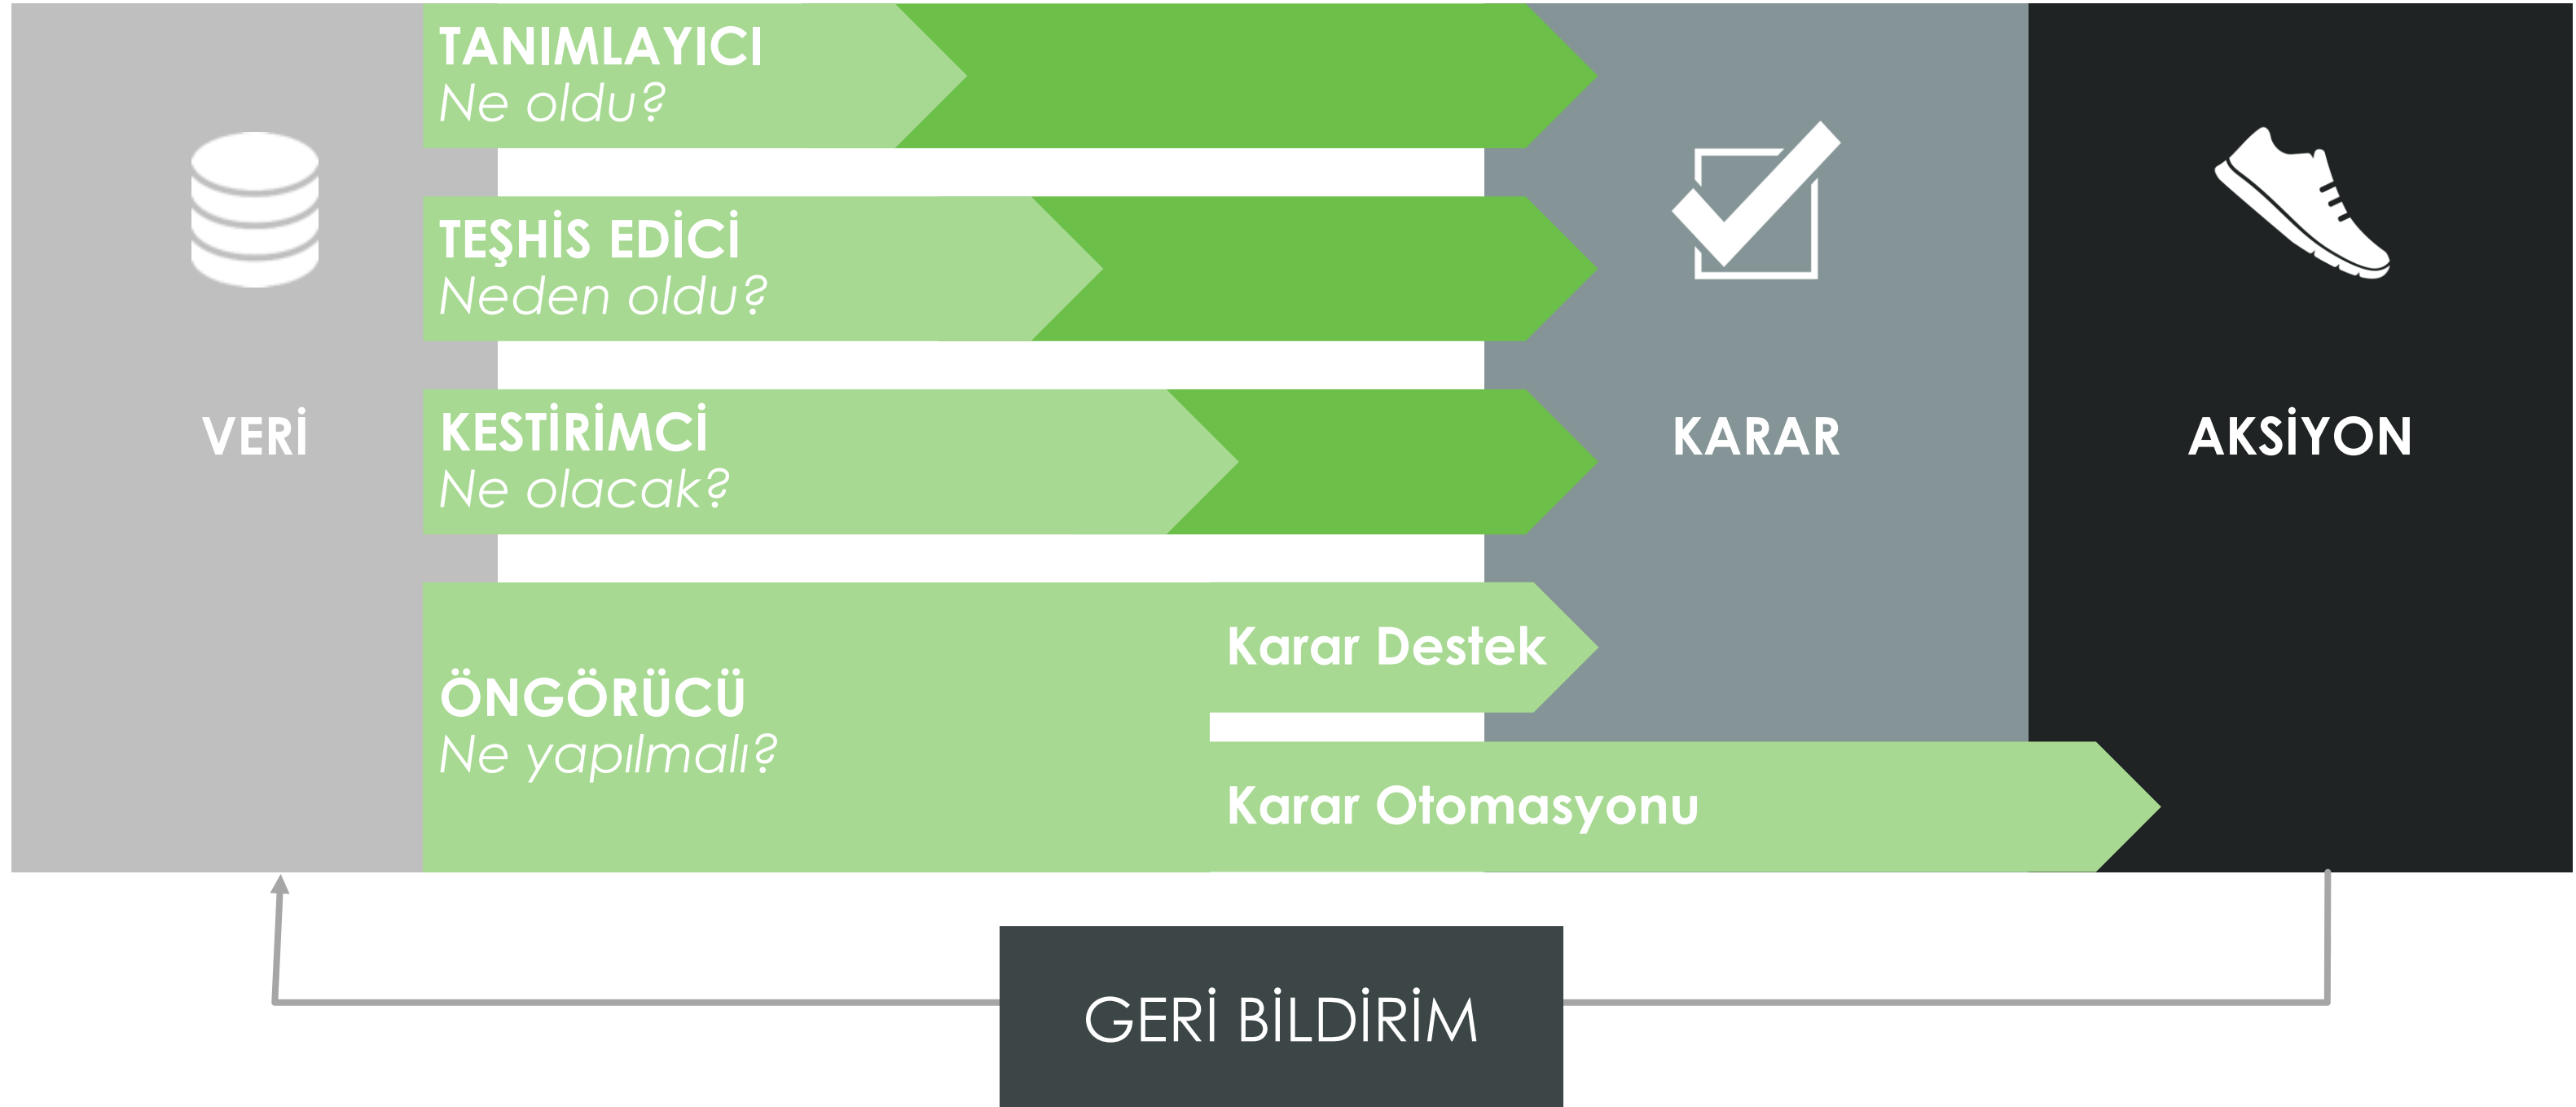 VERİ
TANIMLAYICI
Ne oldu?
TEŞHİS EDİCİ
Neden oldu?
KESTİRİMCİ
Ne olacak?
ÖNGÖRÜCÜ
Ne yapılmalı?
Karar Destek
Karar Otomasyonu
KARAR
AKSİYON
GERİ BİLDİRİM